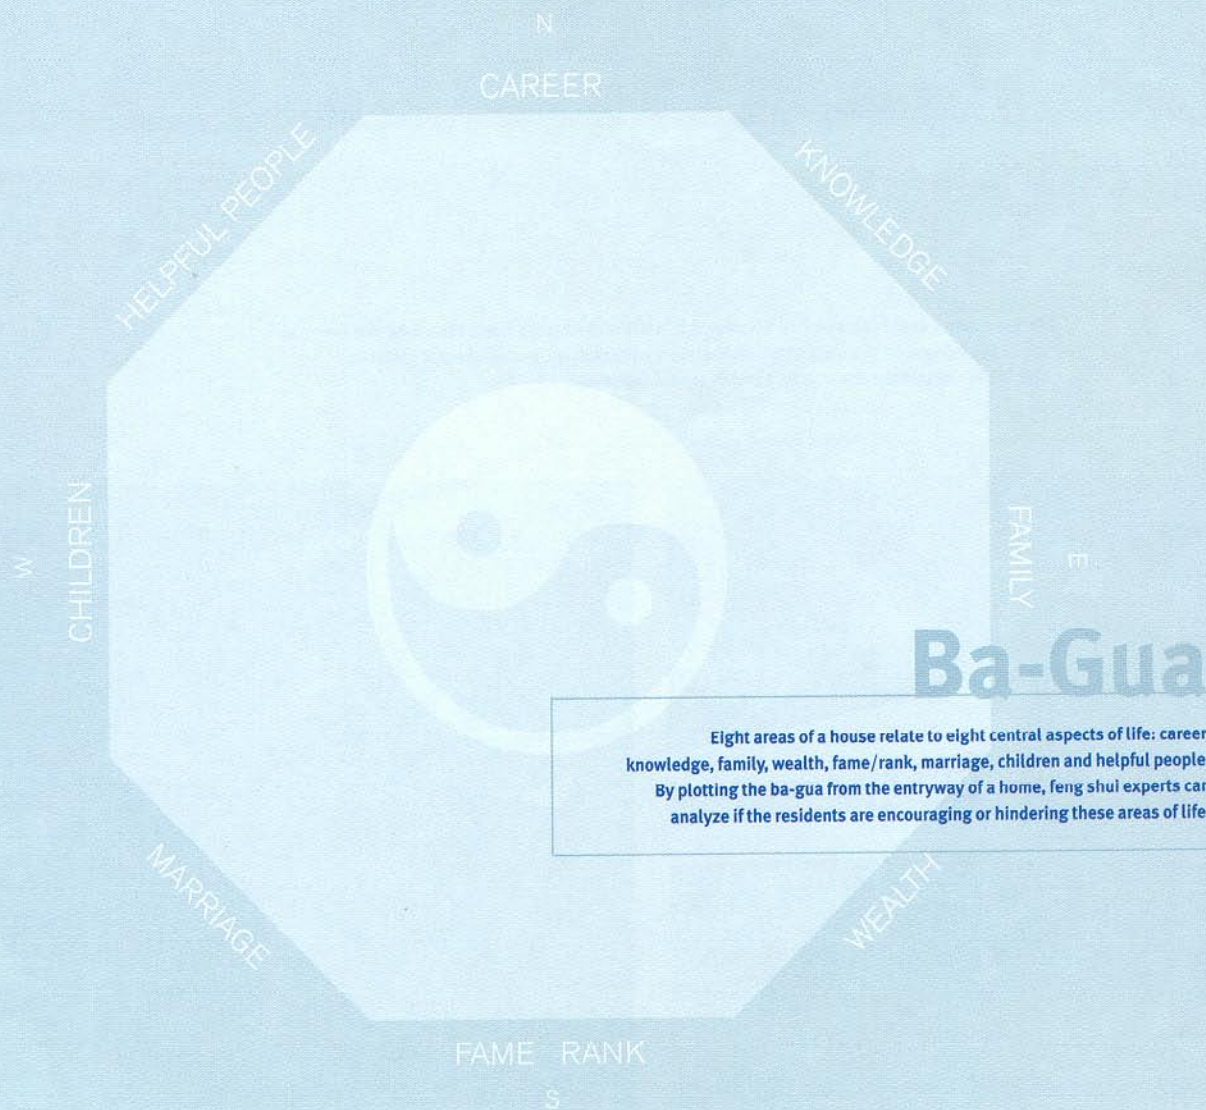 N
CAREER
HELPFUL PEOPLE
KNOWLEDGE
W
CHILDREN
FAMILY
E
Ba-Gua
Eight areas of a house relate to eight central aspects of life: career
knowledge, family, wealth, fame/rank, marriage, children and helpful people
By plotting the ba-gua from the entryway of a home, feng shui experts can
analyze if the residents are encouraging or hindering these areas of life
MARRIAGE
WEALTH
FAME RANK
S